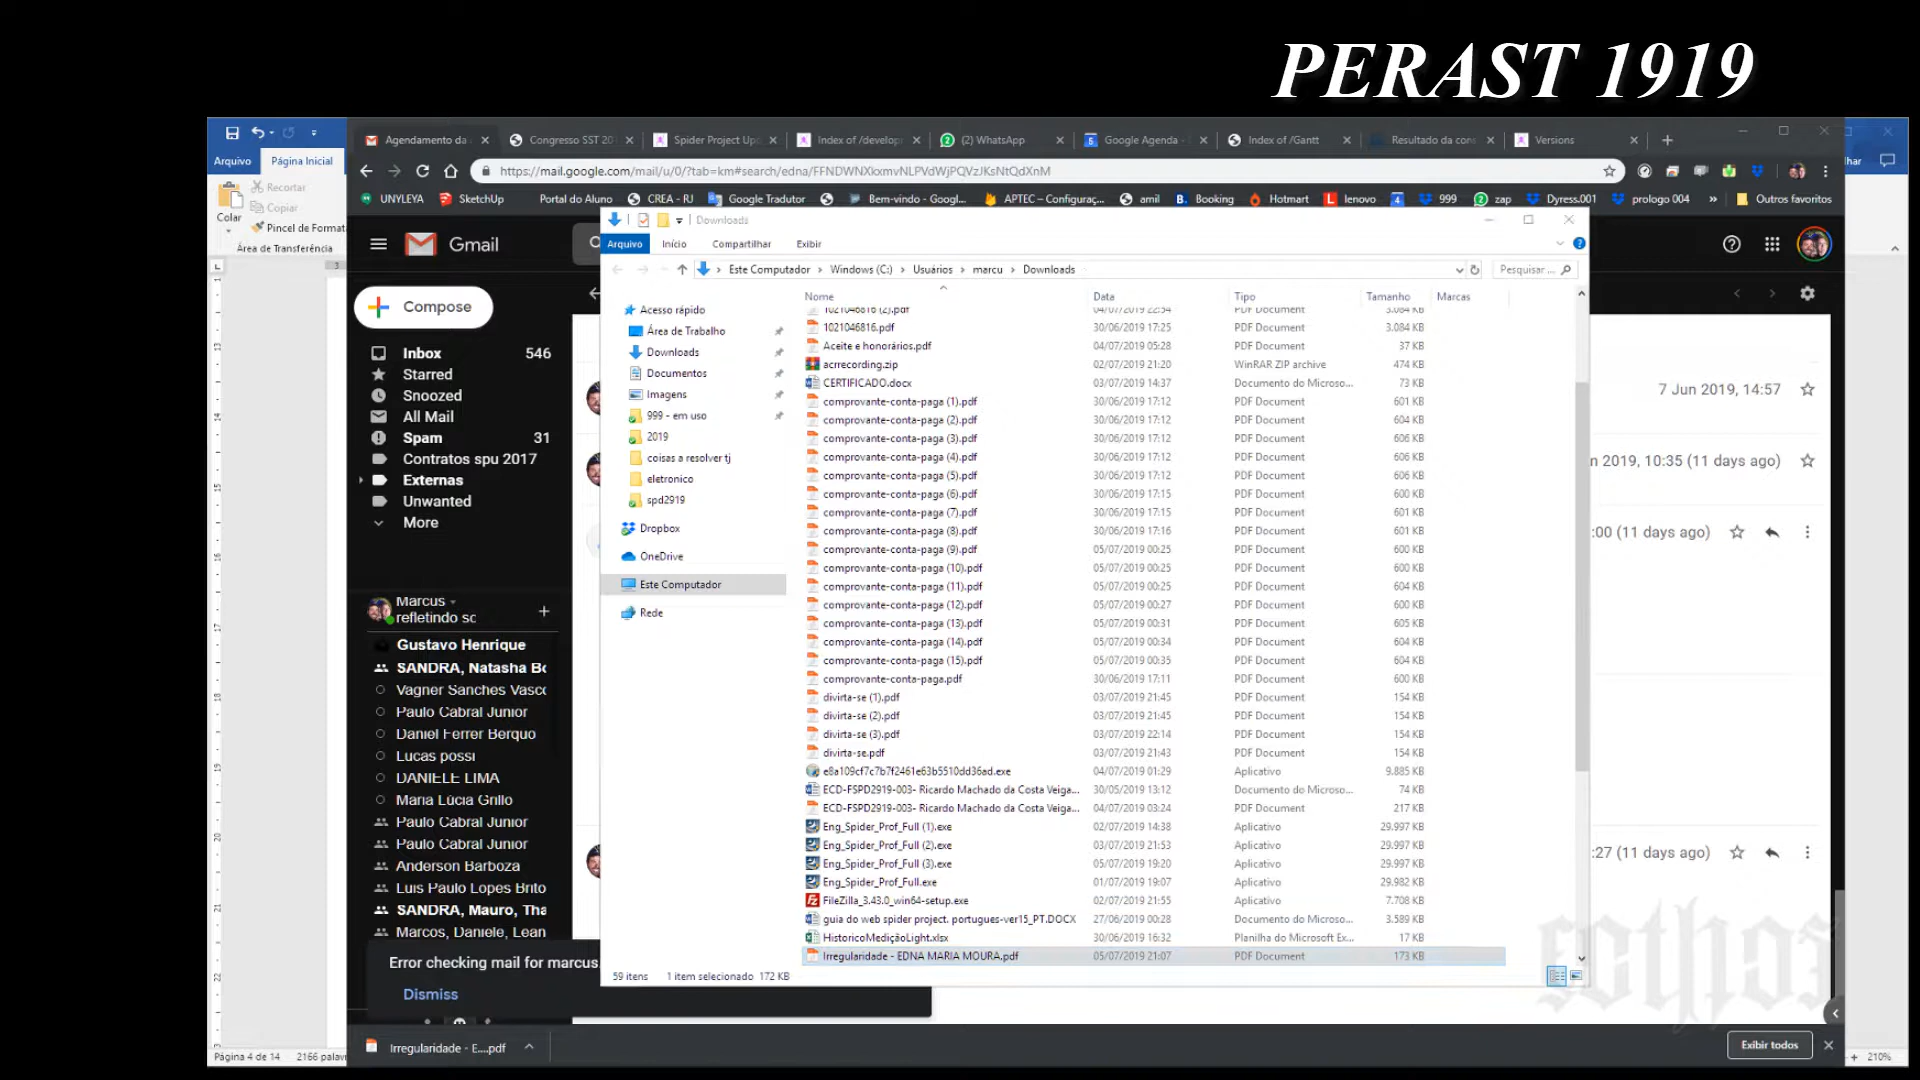 PERAST 1919
Agendamento da
Congresso SST 20
Spider Project Up
Index of /develop
(2) WhatsApp
Google Agenda -
Index of /Gantt
Resultado da con
Versions
Arquivo
Página Inicial
https://mail.google.com/mail/u/0/?tab=km#search/edna/FFNDWNXkxmvNLPVdWjPQVzJKsNtQdXnM
Recortar
Copiar
Colar
Pincel de Format
Área de Transferência
UNYLEYA
SketchUp
Portal do Aluno
CREA - RJ
Google Tradutor
Bem-vindo - Googl...
APTEC – Configuraç...
amil
Booking
Hotmart
lenovo
999
zap
Dyress.001
prologo 004
»
Outros favoritos
Gmail
Compose
Inbox 546
Starred
Snoozed
All Mail
Spam 31
Contratos spu 2017
Externas
Unwanted
More
Marcus
refletindo sc
Gustavo Henrique
SANDRA, Natasha Bo
Vagner Sanches Vasco
Paulo Cabral Junior
Daniel Ferrer Berquo
Lucas possi
DANIELE LIMA
Maria Lúcia Grillo
Paulo Cabral Junior
Paulo Cabral Junior
Anderson Barboza
Luis Paulo Lopes Brito
SANDRA, Mauro, Tha
Marcos, Daniele, Lean
Error checking mail for marcus
Dismiss
Downloads
Arquivo Início Compartilhar Exibir
Este Computador › Windows (C:) › Usuários › marcu › Downloads
Pesquisar ...
Acesso rápido
Área de Trabalho
Downloads
Documentos
Imagens
999 - em uso
2019
coisas a resolver tj
eletronico
spd2919
Dropbox
OneDrive
Este Computador
Rede
Nome Data Tipo Tamanho Marcas
1021046816 (2).pdf 04/07/2019 22:54 PDF Document 3.084 KB
1021046816.pdf 30/06/2019 17:25 PDF Document 3.084 KB
Aceite e honorários.pdf 04/07/2019 05:28 PDF Document 37 KB
acrrecording.zip 02/07/2019 21:20 WinRAR ZIP archive 474 KB
CERTIFICADO.docx 03/07/2019 14:37 Documento do Microso... 73 KB
comprovante-conta-paga (1).pdf 30/06/2019 17:12 PDF Document 601 KB
comprovante-conta-paga (2).pdf 30/06/2019 17:12 PDF Document 604 KB
comprovante-conta-paga (3).pdf 30/06/2019 17:12 PDF Document 606 KB
comprovante-conta-paga (4).pdf 30/06/2019 17:12 PDF Document 606 KB
comprovante-conta-paga (5).pdf 30/06/2019 17:12 PDF Document 606 KB
comprovante-conta-paga (6).pdf 30/06/2019 17:15 PDF Document 600 KB
comprovante-conta-paga (7).pdf 30/06/2019 17:15 PDF Document 601 KB
comprovante-conta-paga (8).pdf 30/06/2019 17:16 PDF Document 601 KB
comprovante-conta-paga (9).pdf 05/07/2019 00:25 PDF Document 600 KB
comprovante-conta-paga (10).pdf 05/07/2019 00:25 PDF Document 600 KB
comprovante-conta-paga (11).pdf 05/07/2019 00:25 PDF Document 604 KB
comprovante-conta-paga (12).pdf 05/07/2019 00:27 PDF Document 600 KB
comprovante-conta-paga (13).pdf 05/07/2019 00:31 PDF Document 605 KB
comprovante-conta-paga (14).pdf 05/07/2019 00:34 PDF Document 604 KB
comprovante-conta-paga (15).pdf 05/07/2019 00:35 PDF Document 604 KB
comprovante-conta-paga.pdf 30/06/2019 17:11 PDF Document 600 KB
divirta-se (1).pdf 03/07/2019 21:45 PDF Document 154 KB
divirta-se (2).pdf 03/07/2019 21:45 PDF Document 154 KB
divirta-se (3).pdf 03/07/2019 22:14 PDF Document 154 KB
divirta-se.pdf 03/07/2019 21:43 PDF Document 154 KB
e8a109cf7c7b7f2461e63b5510dd36ad.exe 04/07/2019 01:29 Aplicativo 9.885 KB
ECD-FSPD2919-003- Ricardo Machado da Costa Veiga... 30/05/2019 13:12 Documento do Microso... 74 KB
ECD-FSPD2919-003- Ricardo Machado da Costa Veiga... 04/07/2019 03:24 PDF Document 217 KB
Eng_Spider_Prof_Full (1).exe 02/07/2019 14:38 Aplicativo 29.997 KB
Eng_Spider_Prof_Full (2).exe 03/07/2019 21:53 Aplicativo 29.997 KB
Eng_Spider_Prof_Full (3).exe 05/07/2019 19:20 Aplicativo 29.997 KB
Eng_Spider_Prof_Full.exe 01/07/2019 19:07 Aplicativo 29.982 KB
FileZilla_3.43.0_win64-setup.exe 02/07/2019 21:55 Aplicativo 7.708 KB
guia do web spider project. portugues-ver15_PT.DOCX 27/06/2019 00:28 Documento do Microso... 3.589 KB
HistoricoMediçãoLight.xlsx 30/06/2019 16:32 Planilha do Microsoft Ex... 17 KB
Irregularidade - EDNA MARIA MOURA.pdf 05/07/2019 21:07 PDF Document 173 KB
59 itens 1 item selecionado 172 KB
7 Jun 2019, 14:57
n 2019, 10:35 (11 days ago)
:00 (11 days ago)
:27 (11 days ago)
sothos
Irregularidade - E....pdf
Exibir todos
Página 4 de 14 2166 palav
210%